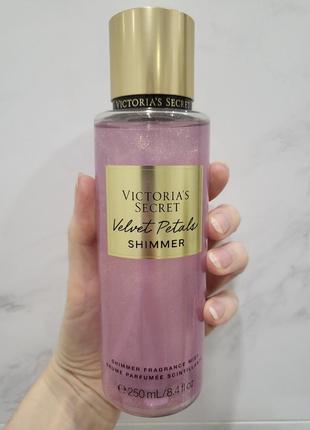 VICTORIA'S SECRET
VICTORIA'S
SECRET
Velvet Petals
SHIMMER
SHIMMER FRAGRANCE MIST
BRUME PARFUMÉE SCINTILLANTE
℮250 mL/8.4 fl oz